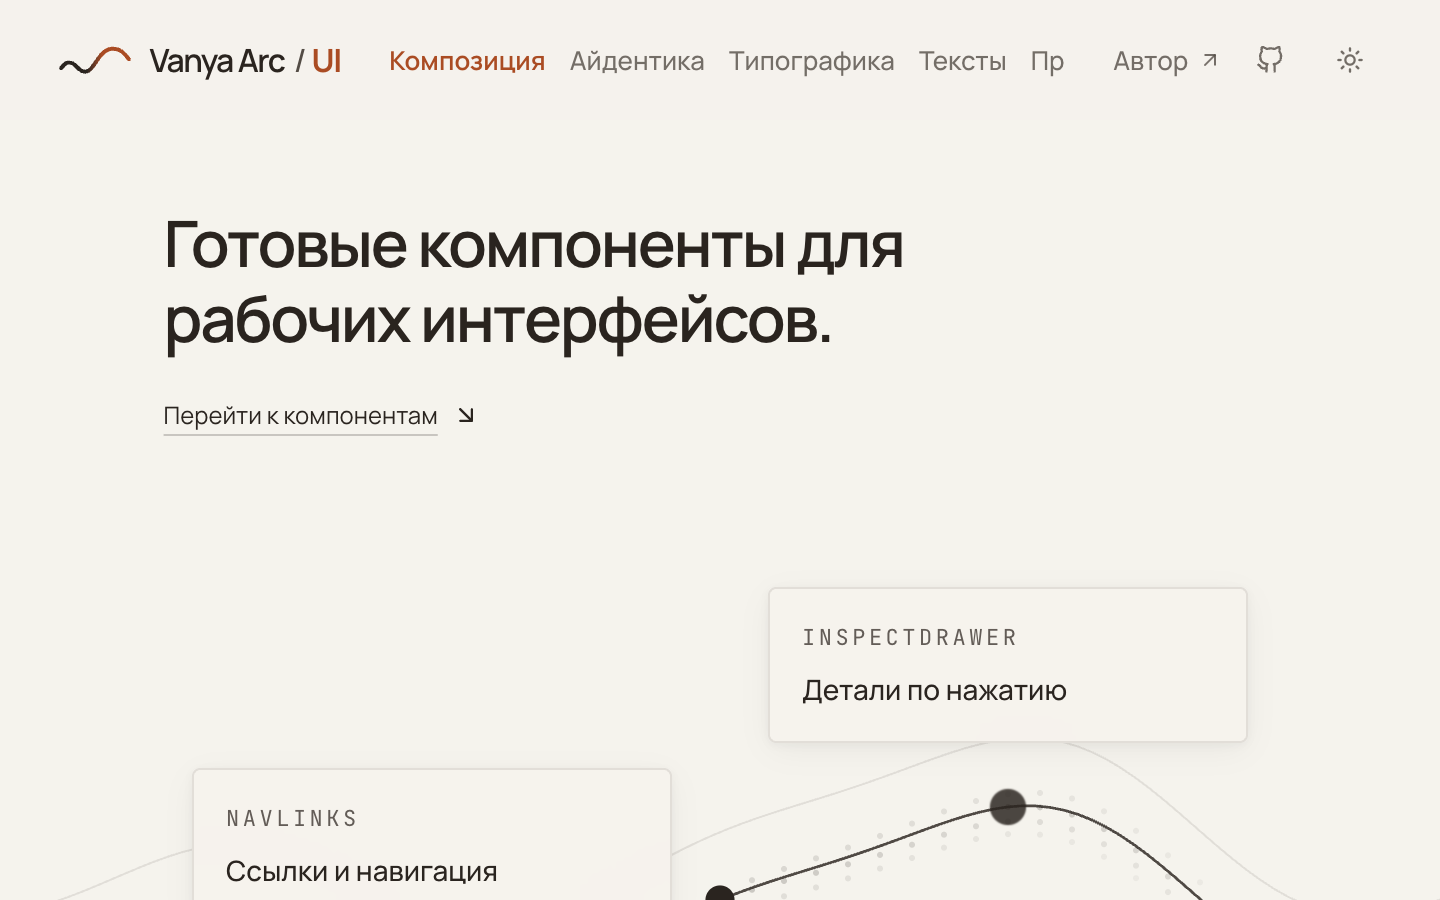 Vanya Arc / UI
Композиция Айдентика Типографика Тексты Пр Автор
Готовые компоненты для
рабочих интерфейсов.
Перейти к компонентам
INSPECTDRAWER
Детали по нажатию
NAVLINKS
Ссылки и навигация